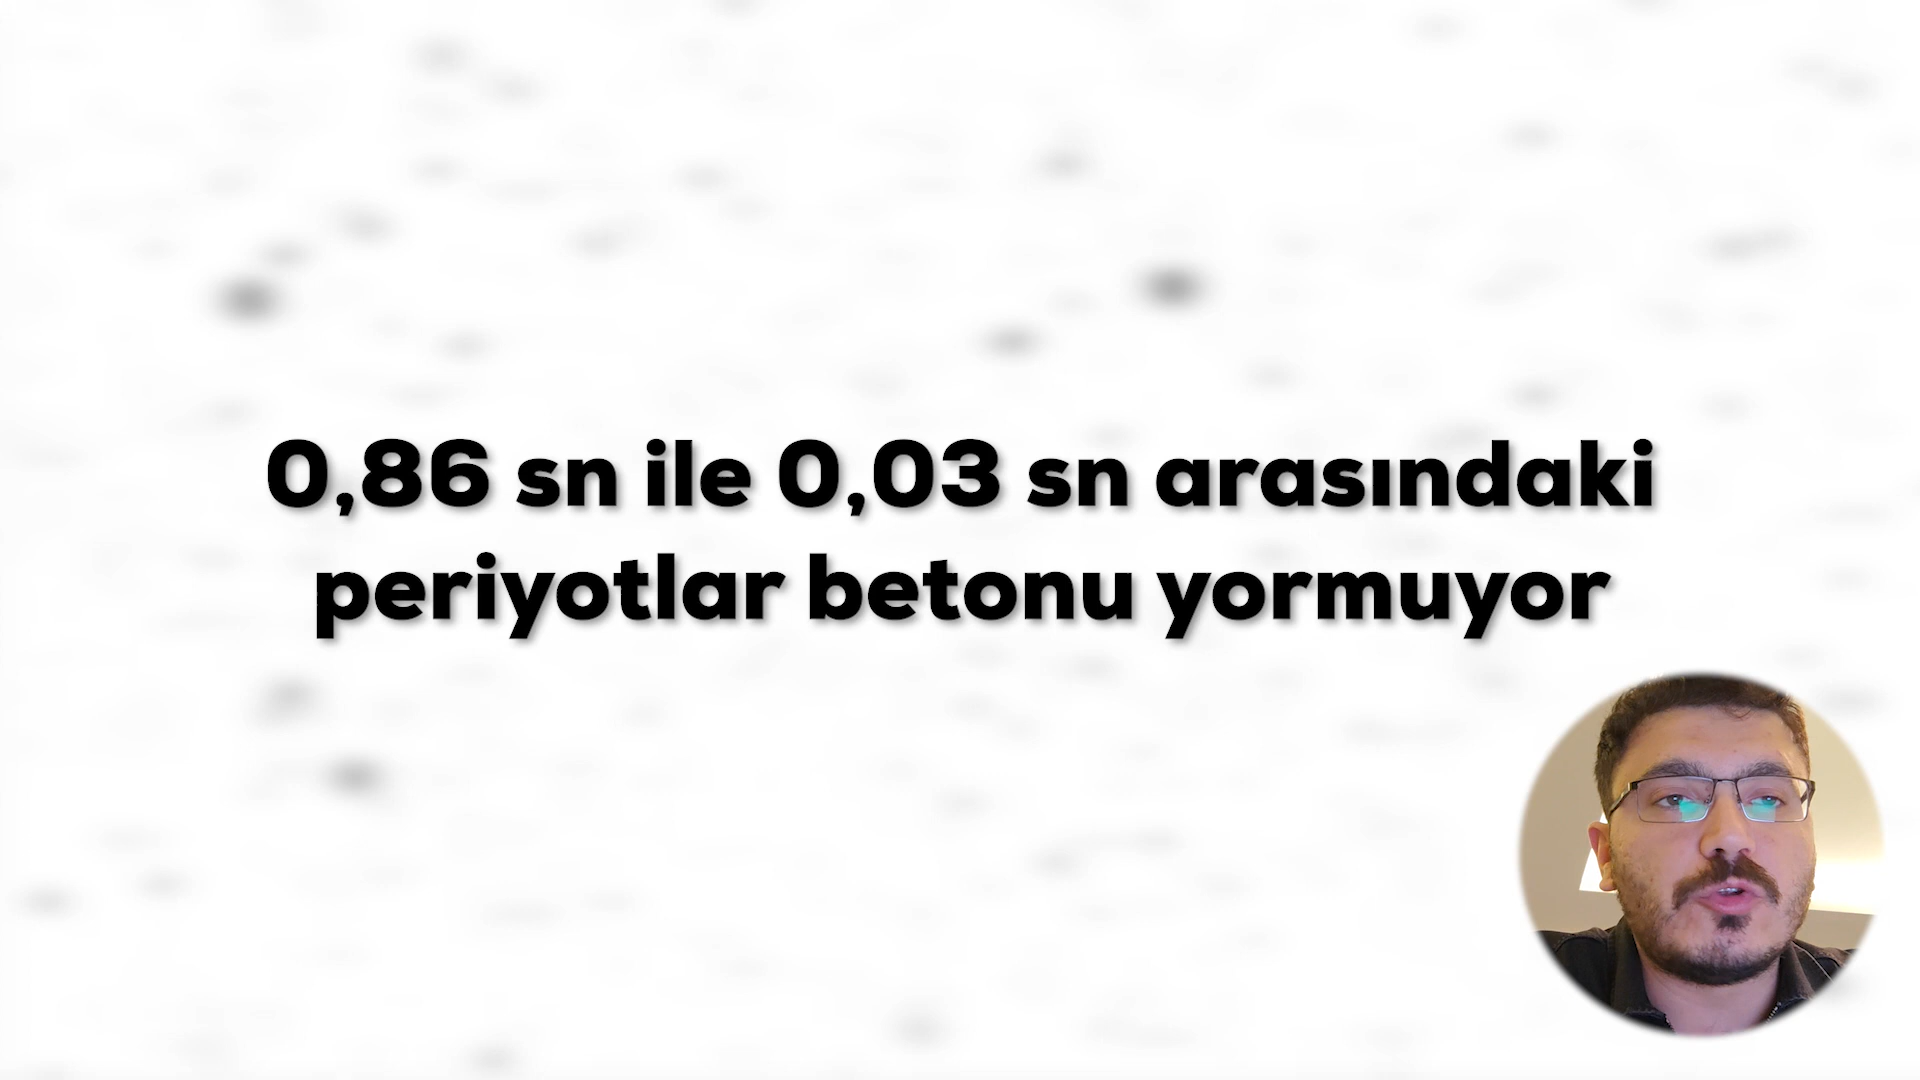 0,86 sn ile 0,03 sn arasındaki
periyotlar betonu yormuyor